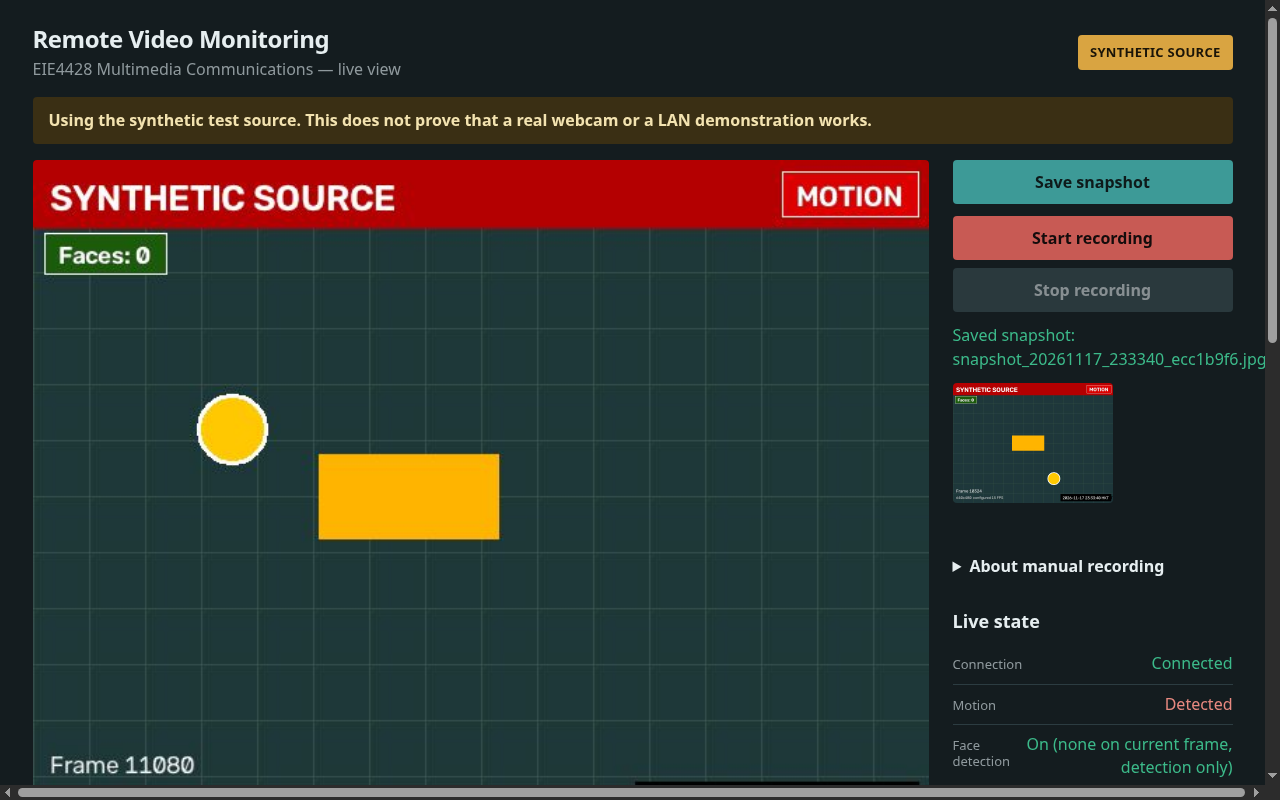 Remote Video Monitoring
EIE4428 Multimedia Communications — live view
SYNTHETIC SOURCE
Using the synthetic test source. This does not prove that a real webcam or a LAN demonstration works.
SYNTHETIC SOURCE
MOTION
Faces: 0
Frame 11080
Save snapshot
Start recording
Stop recording
Saved snapshot:
snapshot_20261117_233340_ecc1b9f6.jpg
SYNTHETIC SOURCE
MOTION
Faces: 0
About manual recording
Live state
Connection
Connected
Motion
Detected
Face
detection
On (none on current frame,
detection only)